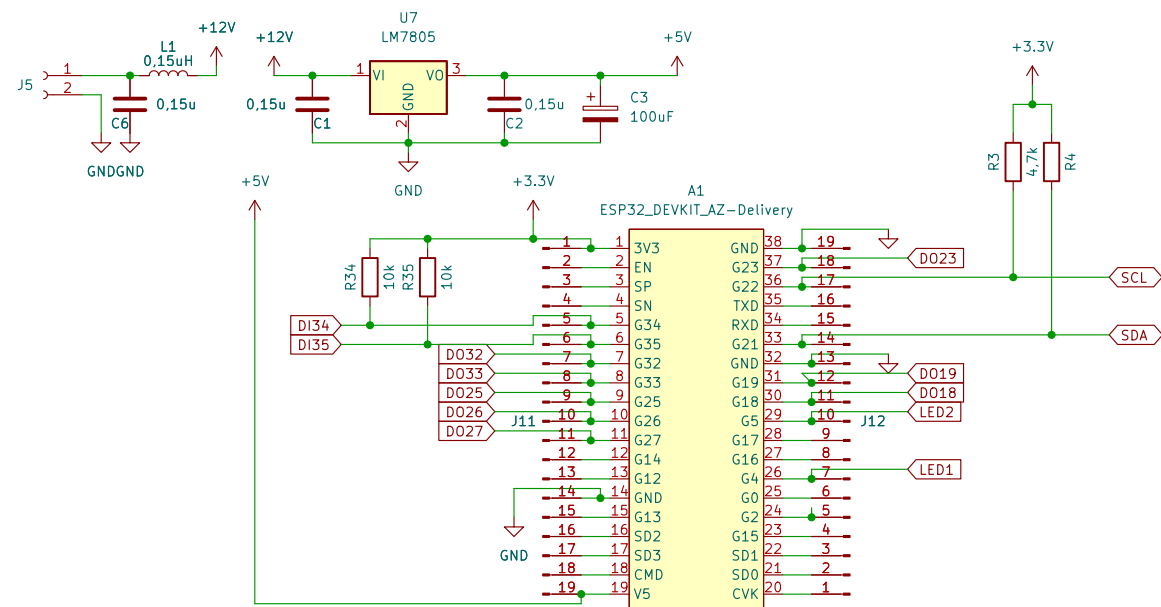 U7
LM7805
+12V
L1
0,15uH
+12V
+5V
+3.3V
J5
1
2
1
VI
VO
3
GND
2
0,15u
C6
0,15u
C1
0,15u
C2
C3
100uF
R3
4,7k
R4
GND
GND
GND
+5V
+3.3V
A1
ESP32_DEVKIT_AZ-Delivery
R34
10k
R35
10k
1 1 3V3 GND 38 19
2 2 EN G23 37 18 DO23
3 3 SP G22 36 17 SCL
4 4 SN TXD 35 16
DI34 5 5 G34 RXD 34 15
DI35 6 6 G35 G21 33 14 SDA
DO32 7 7 G32 GND 32 13
DO33 8 8 G33 G19 31 12 DO19
DO25 9 9 G25 G18 30 11 DO18
DO26 J11 10 10 G26 G5 29 10 J12 LED2
DO27 11 11 G27 G17 28 9
12 12 G14 G16 27 8
13 13 G12 G4 26 7 LED1
14 14 GND G0 25 6
15 15 G13 G2 24 5
16 16 SD2 G15 23 4
GND 17 17 SD3 SD1 22 3
18 18 CMD SD0 21 2
19 19 V5 CVK 20 1